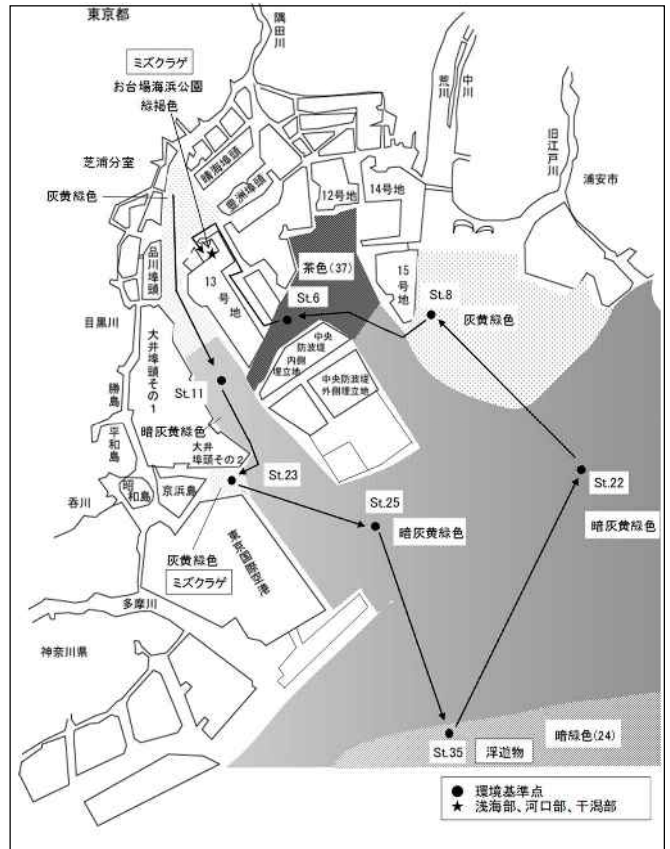 東京都
隅田川
ミズクラゲ
お台場海浜公園
緑褐色
荒川
中川
旧江戸川
浦安市
芝浦分室
晴海埠頭
豊洲埠頭
12号地
14号地
灰黄緑色
品川埠頭
13号地
茶色(37)
15号地
St.6
St.8
灰黄緑色
目黒川
大井埠頭その1
中央
防波堤
内側
埋立地
中央防波堤
外側埋立地
St.11
勝島
暗灰黄緑色
大井
埠頭その2
平和島
St.23
St.22
昭和島
京浜島
呑川
St.25
暗灰黄緑色
暗灰黄緑色
灰黄緑色
ミズクラゲ
東京国際空港
多摩川
神奈川県
暗緑色(24)
St.35
浮遊物
● 環境基準点
★ 浅海部、河口部、干潟部